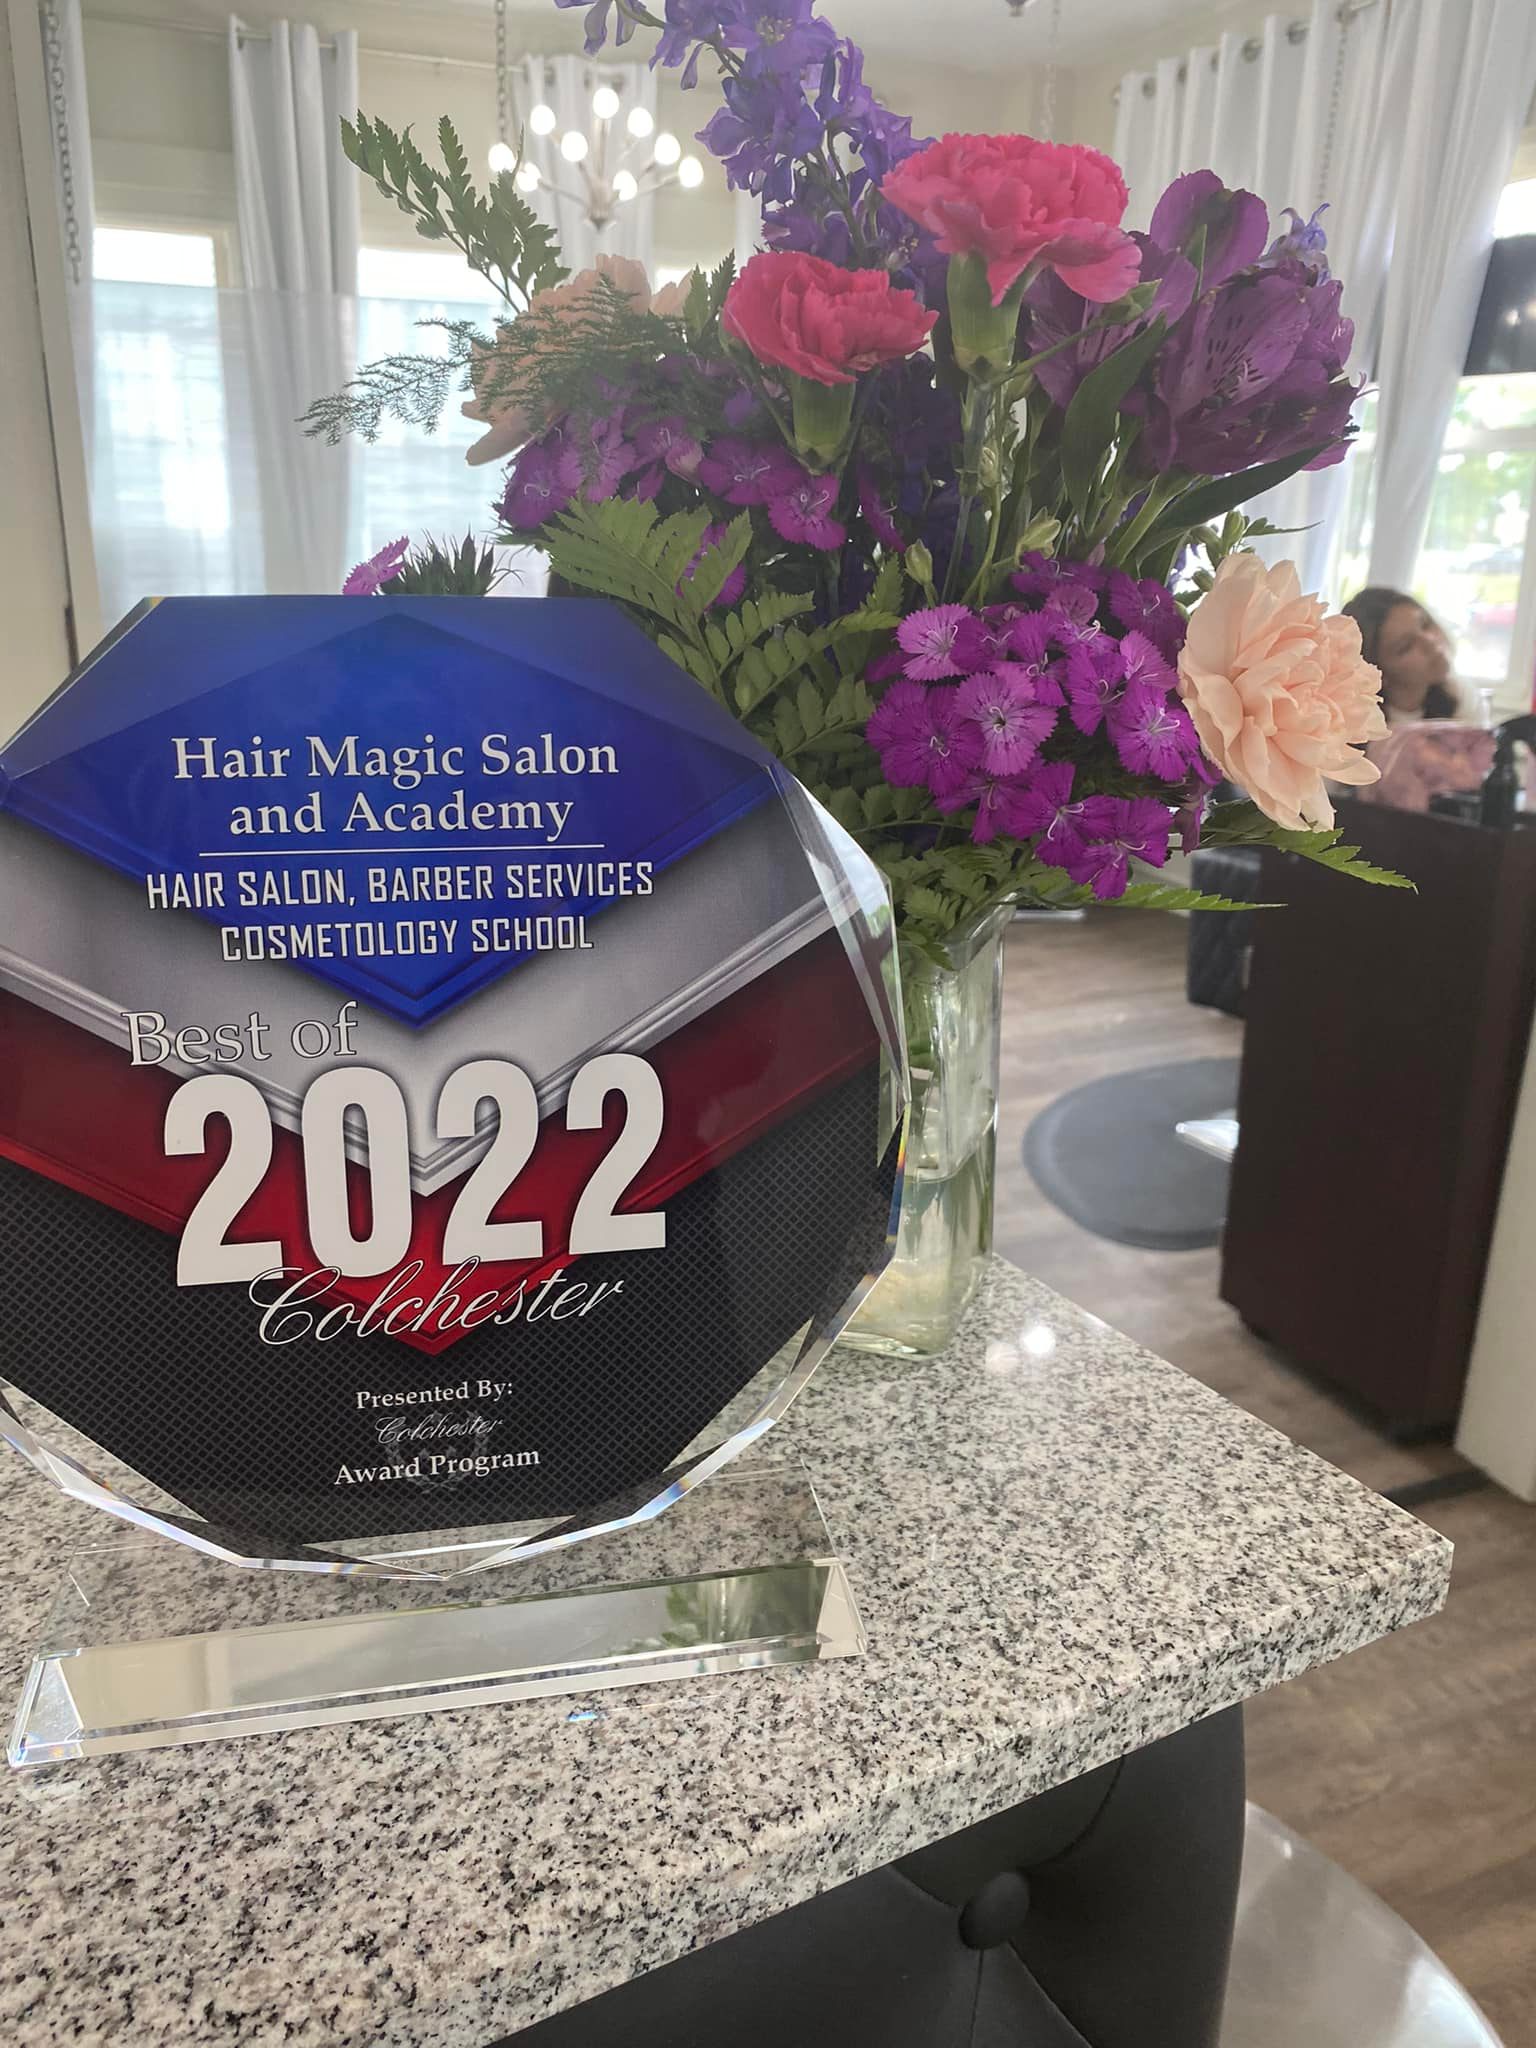 Hair Magic Salon
and Academy
HAIR SALON, BARBER SERVICES
COSMETOLOGY SCHOOL
Best of
2022
Colchester
Presented By:
Colchester
Award Program